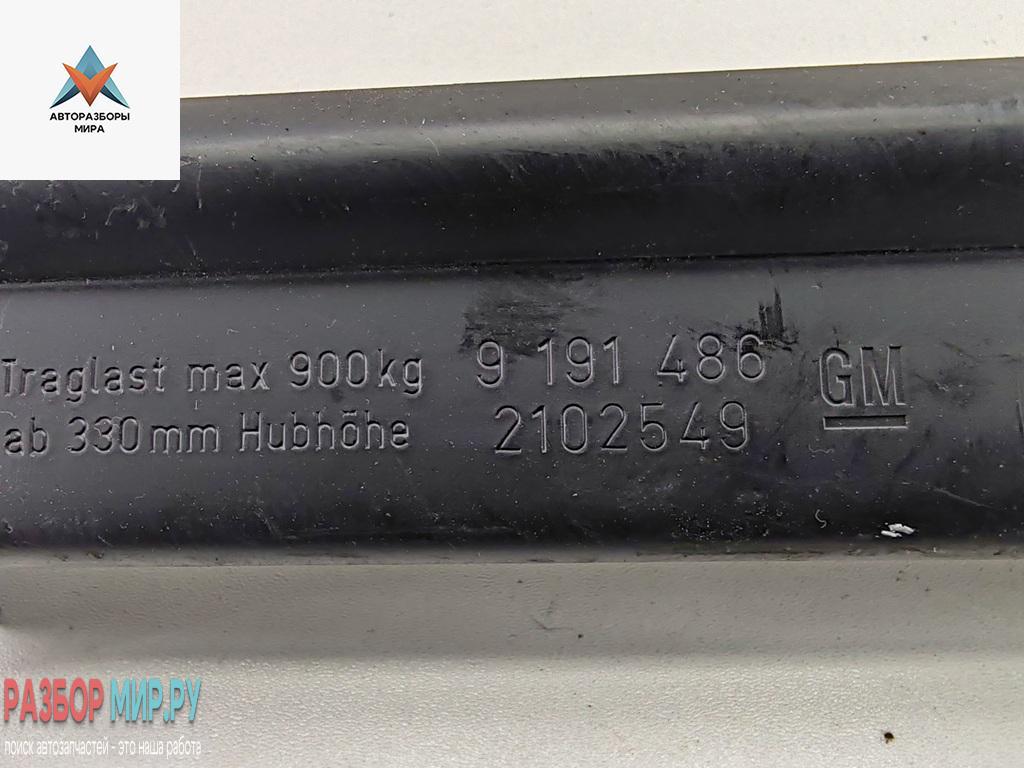 АВТОРАЗБОРЫ
МИРА
Traglast max 900kg 9 191 486 GM
ab 330mm Hubhöhe 2102549
РАЗБОР МИР.РУ
поиск автозапчастей - это наша работа